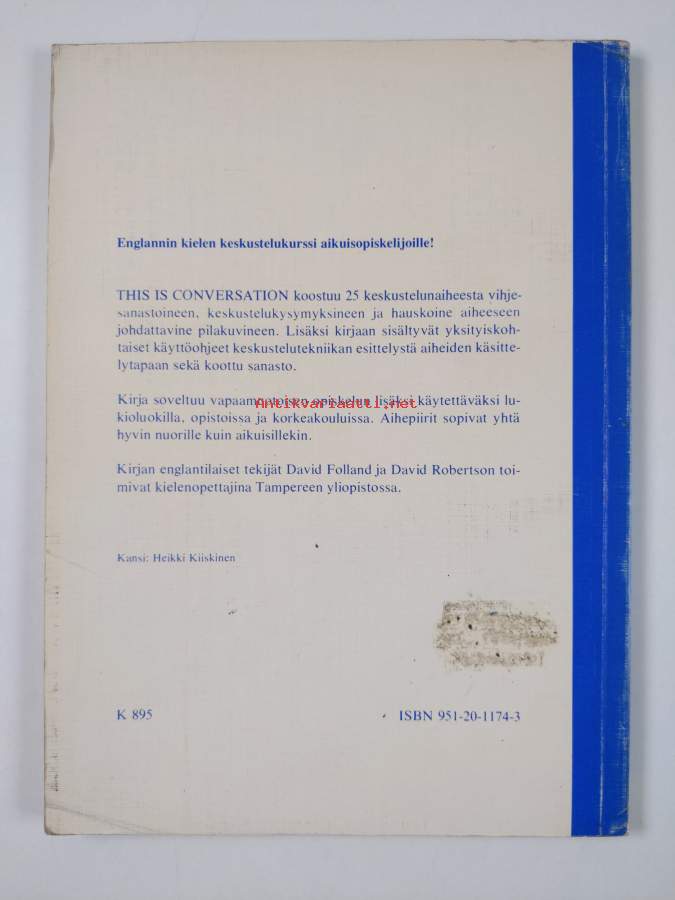 Englannin kielen keskustelukurssi aikuisopiskelijoille!
THIS IS CONVERSATION koostuu 25 keskustelunaiheesta vihje-
sanastoineen, keskustelukysymyksineen ja hauskoine aiheeseen
johdattavine pilakuvineen. Lisäksi kirjaan sisältyvät yksityiskoh-
taiset käyttöohjeet keskustelutekniikan esittelystä aiheiden käsitte-
lytapaan sekä koottu sanasto.
Kirja soveltuu vapaamuotoisen opiskelun lisäksi käytettäväksi lu-
Antikvariaatti.net
kioluokilla, opistoissa ja korkeakouluissa. Aihepiirit sopivat yhtä
hyvin nuorille kuin aikuisillekin.
Kirjan englantilaiset tekijät David Folland ja David Robertson toi-
mivat kielenopettajina Tampereen yliopistossa.
Kansi: Heikki Kiiskinen
K 895
ISBN 951-20-1174-3